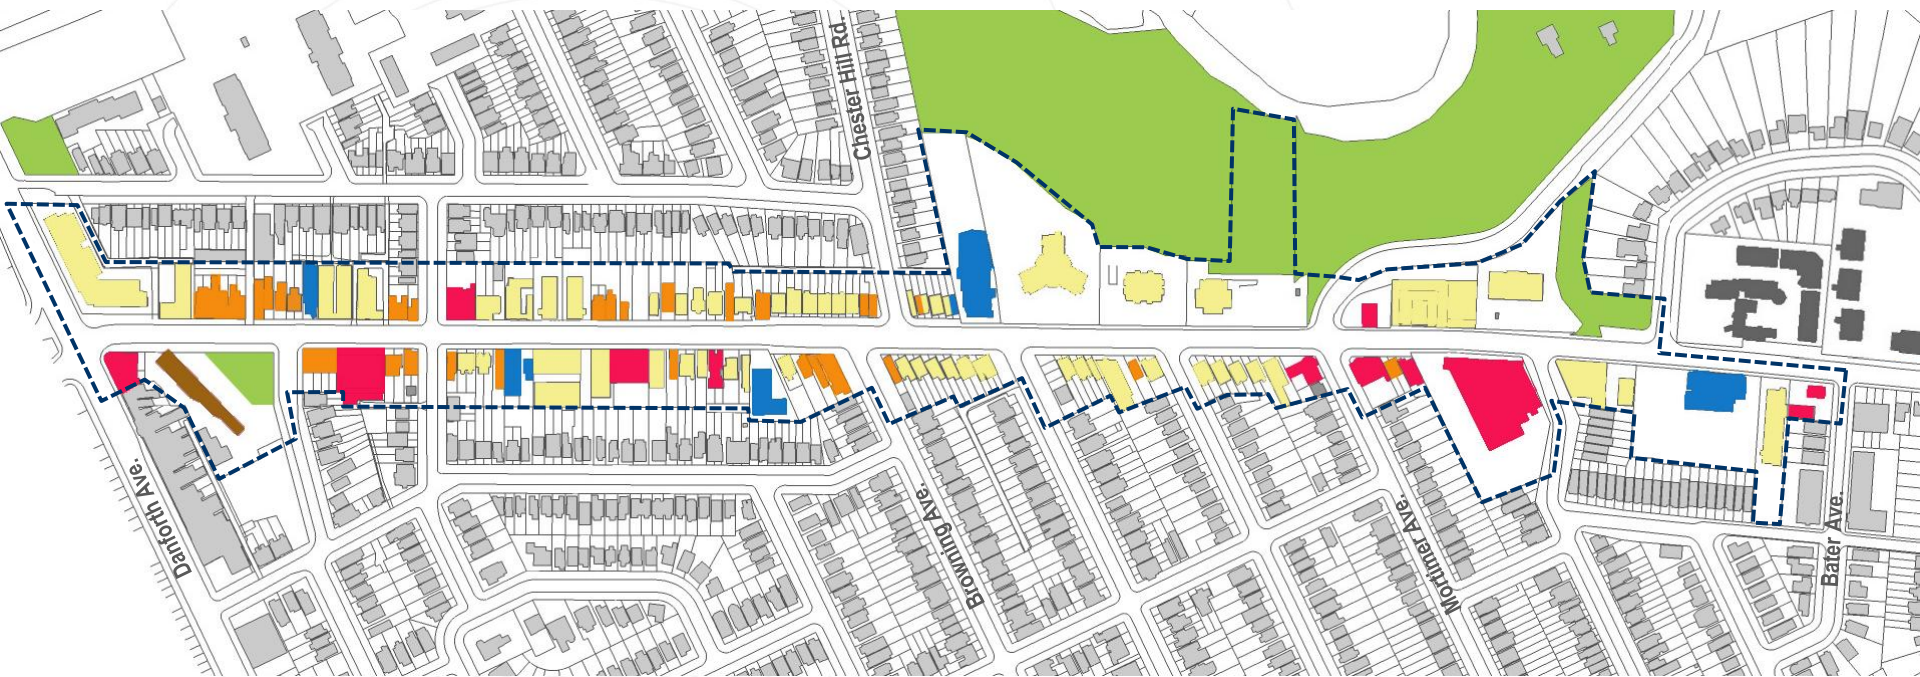 Chester Hill Rd.
Danforth Ave.
Browning Ave.
Mortimer Ave.
Bater Ave.